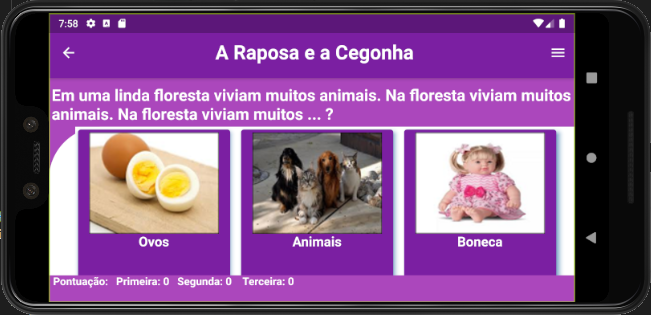 7:58
A Raposa e a Cegonha
Em uma linda floresta viviam muitos animais. Na floresta viviam muitos
animais. Na floresta viviam muitos ... ?
Ovos Animais Boneca
Pontuação: Primeira: 0 Segunda: 0 Terceira: 0